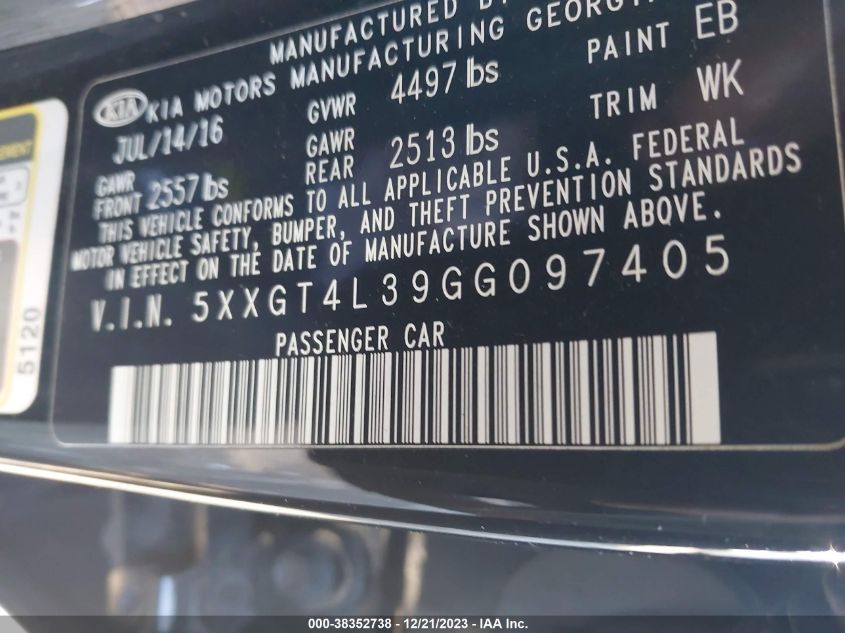 MANUFACTURED
KIA KIA MOTORS MANUFACTURING
JUL/14/16 GVWR 4497 lbs PAINT EB
GAWR FRONT 2557 lbs GAWR REAR 2513 lbs TRIM WK
THIS VEHICLE CONFORMS TO ALL APPLICABLE U.S.A. FEDERAL
MOTOR VEHICLE SAFETY, BUMPER, AND THEFT PREVENTION STANDARDS
IN EFFECT ON THE DATE OF MANUFACTURE SHOWN ABOVE.
V.I.N. 5XXGT4L39GG097405
PASSENGER CAR
5120
000-38352738 - 12/21/2023 - IAA Inc.